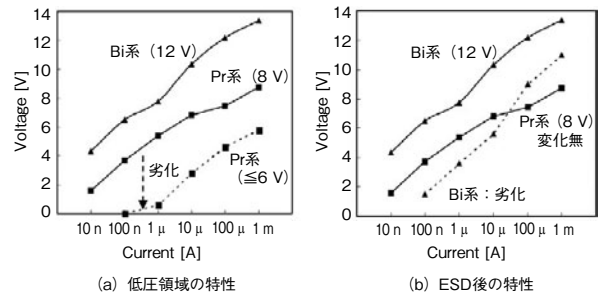 14
12
10
8
6
4
2
0
Voltage [V]
Bi系（12 V）
Pr系（8 V）
劣化
Pr系
（≦6 V）
10 n 100 n 1 μ 10 μ 100 μ 1 m
Current [A]
(a) 低圧領域の特性
14
12
10
8
6
4
2
0
Voltage [V]
Bi系（12 V）
Pr系（8 V）
変化無
Bi系：劣化
10 n 100 n 1 μ 10 μ 100 μ 1 m
Current [A]
(b) ESD後の特性